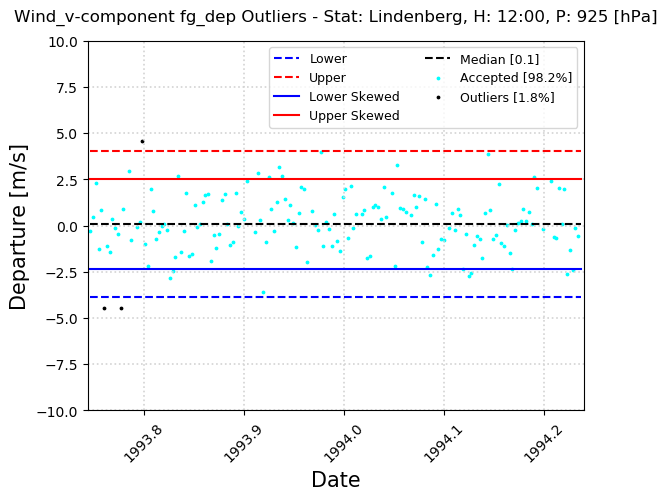 Wind_v-component fg_dep Outliers - Stat: Lindenberg, H: 12:00, P: 925 [hPa]
10.0
7.5
5.0
2.5
0.0
−2.5
−5.0
−7.5
−10.0
Departure [m/s]
Lower
Upper
Lower Skewed
Upper Skewed
Median [0.1]
Accepted [98.2%]
Outliers [1.8%]
1993.8
1993.9
1994.0
1994.1
1994.2
Date